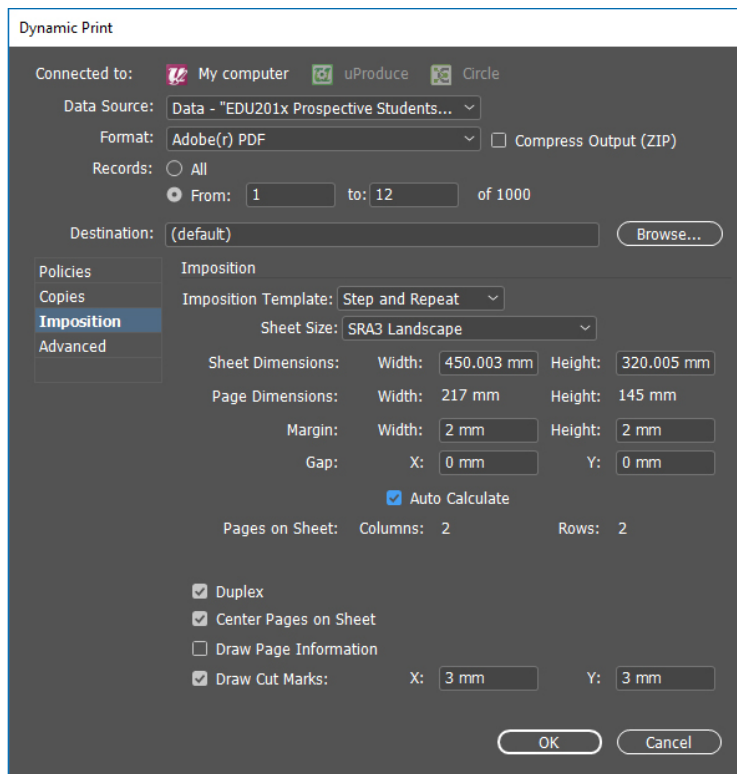 Dynamic Print
Connected to: My computer uProduce Circle
Data Source: Data - "EDU201x Prospective Students...
Format: Adobe(r) PDF Compress Output (ZIP)
Records: All
From: 1 to: 12 of 1000
Destination: (default) Browse...
Policies
Copies
Imposition
Advanced
Imposition
Imposition Template: Step and Repeat
Sheet Size: SRA3 Landscape
Sheet Dimensions: Width: 450.003 mm Height: 320.005 mm
Page Dimensions: Width: 217 mm Height: 145 mm
Margin: Width: 2 mm Height: 2 mm
Gap: X: 0 mm Y: 0 mm
Auto Calculate
Pages on Sheet: Columns: 2 Rows: 2
Duplex
Center Pages on Sheet
Draw Page Information
Draw Cut Marks: X: 3 mm Y: 3 mm
OK Cancel